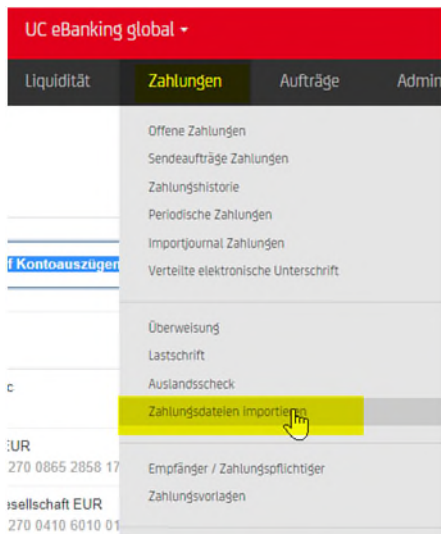 UC eBanking global
Liquidität Zahlungen Aufträge Admin
Offene Zahlungen
Sendeaufträge Zahlungen
Zahlungshistorie
Periodische Zahlungen
Importjournal Zahlungen
f Kontoauszügen
Verteilte elektronische Unterschrift
Überweisung
Lastschrift
c
Auslandsscheck
Zahlungsdateien importieren
EUR
270 0865 2858 17
Empfänger / Zahlungspflichtiger
Zahlungsvorlagen
esellschaft EUR
270 0410 6010 01